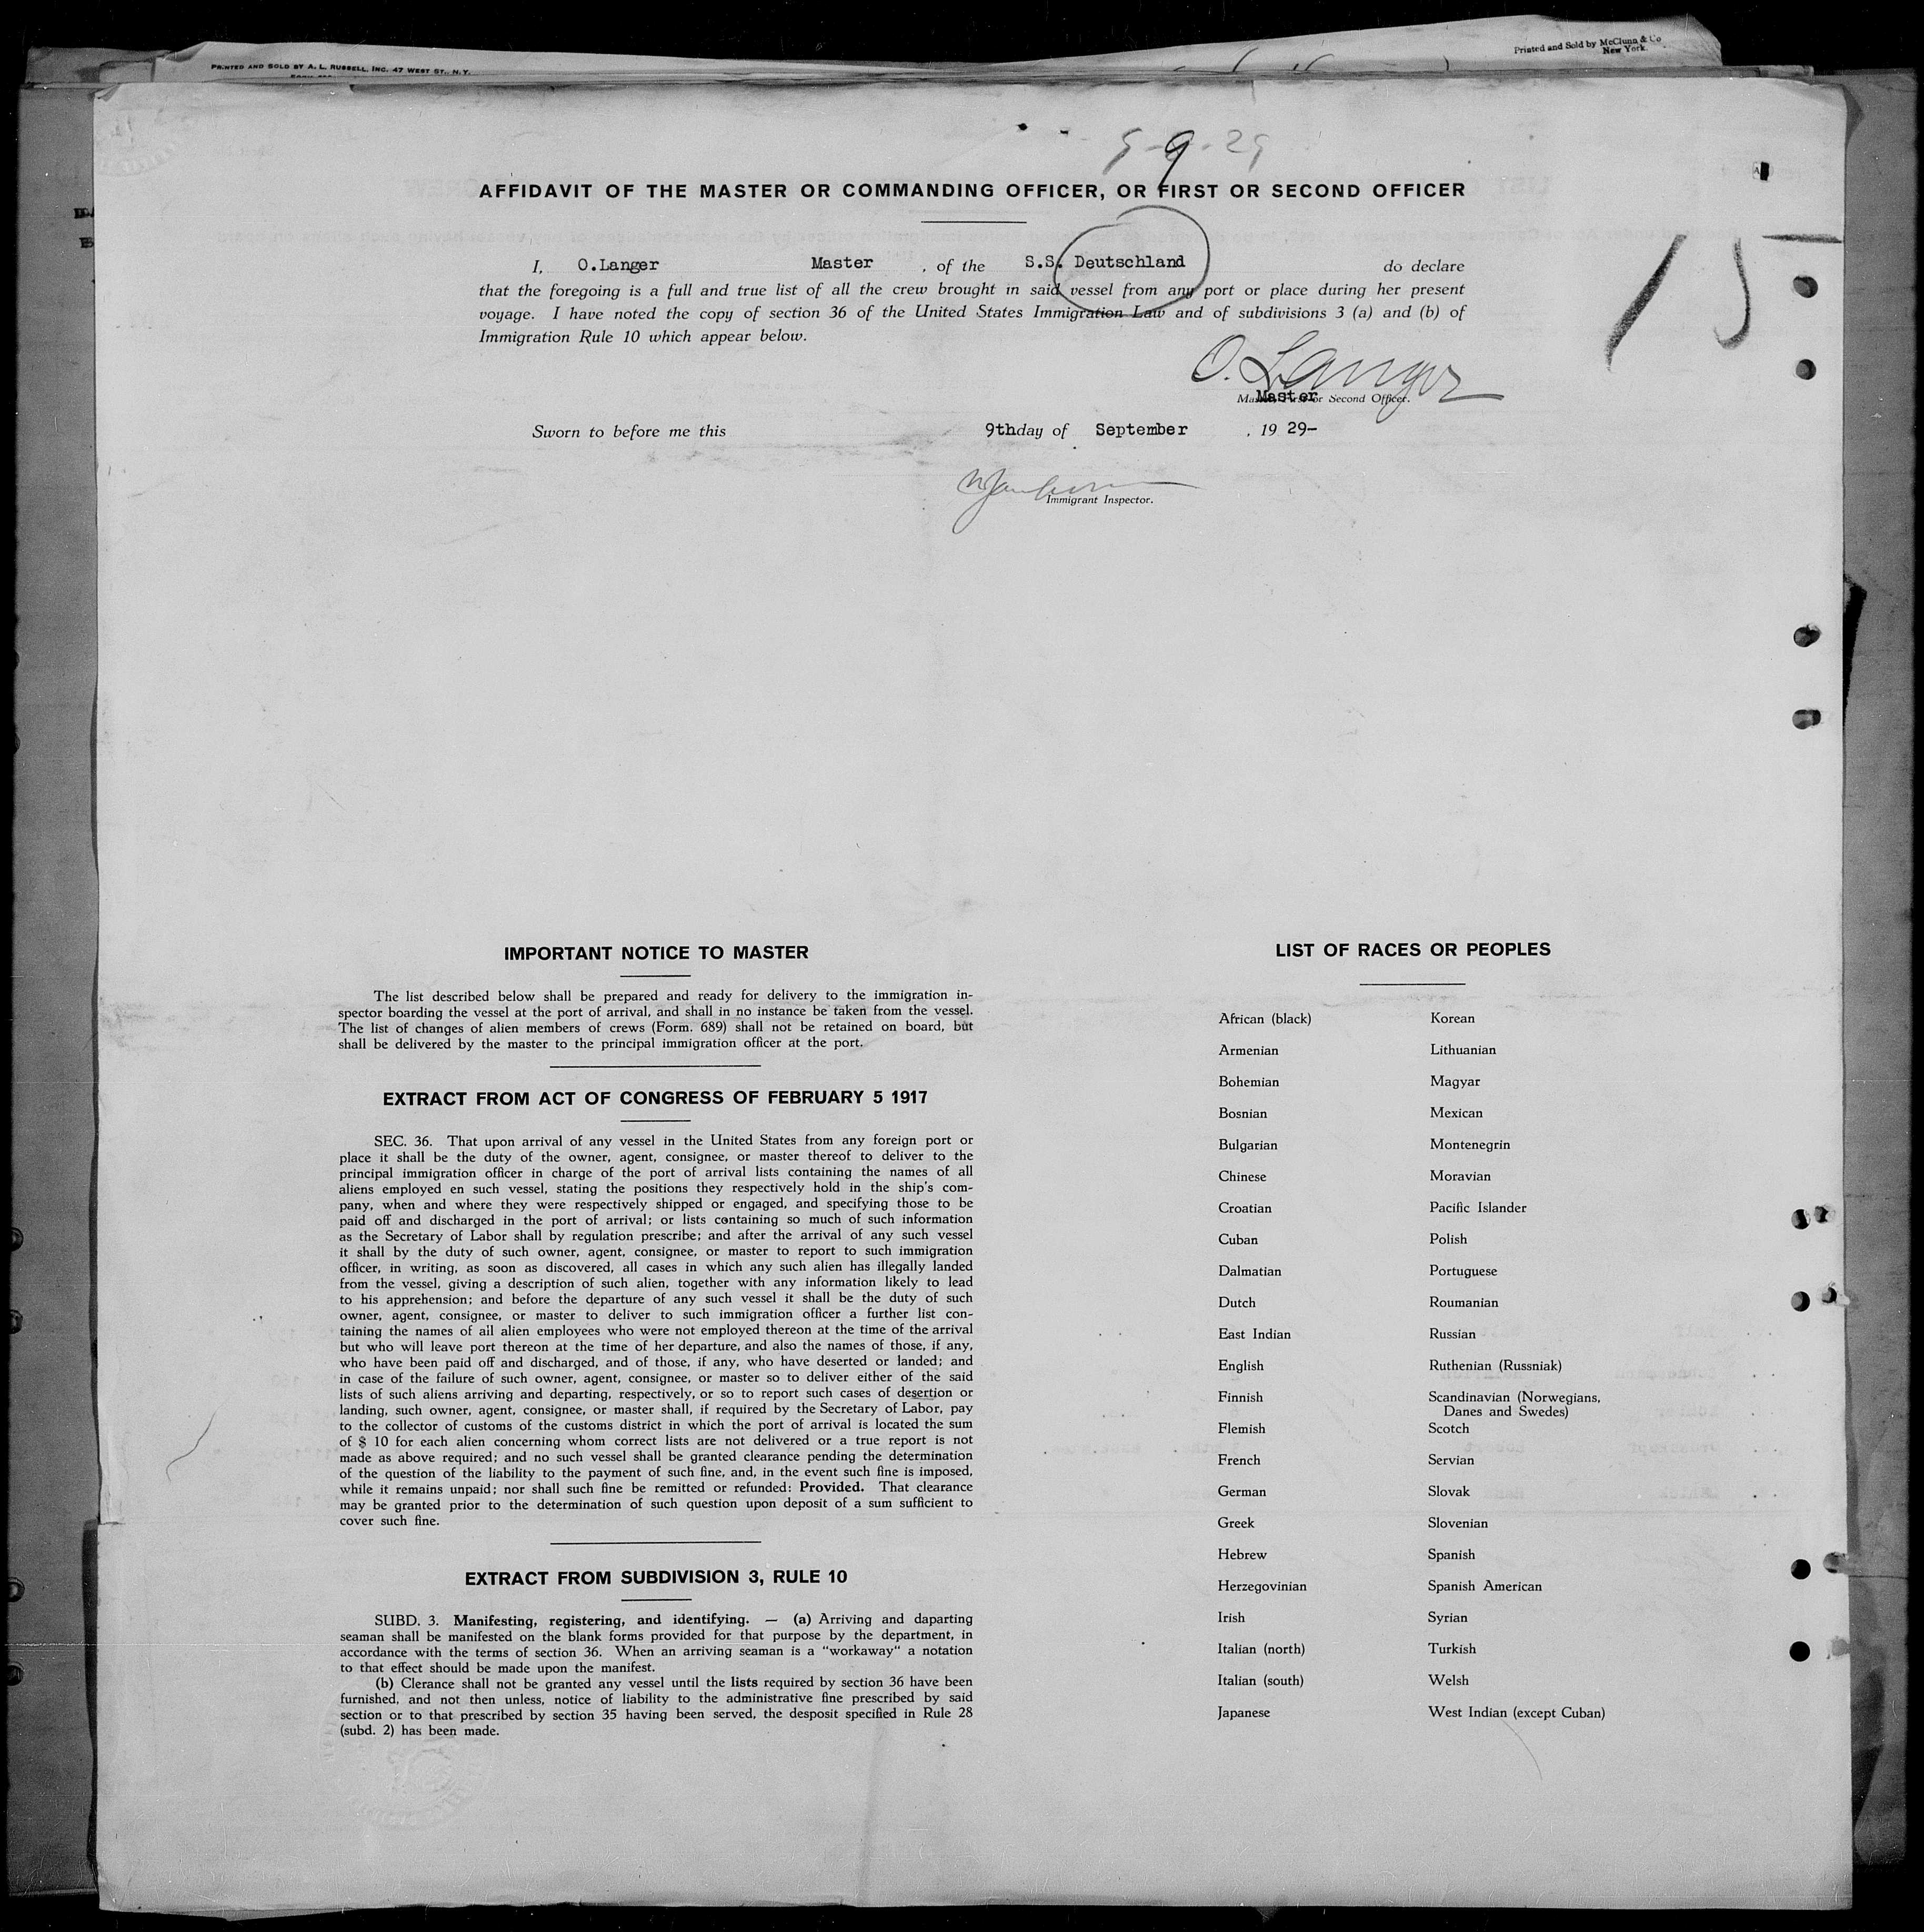 PRINTED AND SOLD BY A. L. RUSSELL, INC. 47 WEST ST., N.Y.
Printed and Sold by McClunn & Co
New York.
9-9-29
AFFIDAVIT OF THE MASTER OR COMMANDING OFFICER, OR FIRST OR SECOND OFFICER
15
I, O.Langer Master , of the S.S. Deutschland do declare
that the foregoing is a full and true list of all the crew brought in said vessel from any port or place during her present
voyage. I have noted the copy of section 36 of the United States Immigration Law and of subdivisions 3 (a) and (b) of
Immigration Rule 10 which appear below.
O. Langer
Master
Master, First or Second Officer.
Sworn to before me this 9th day of September , 19 29-
Immigrant Inspector.
IMPORTANT NOTICE TO MASTER
The list described below shall be prepared and ready for delivery to the immigration in-
spector boarding the vessel at the port of arrival, and shall in no instance be taken from the vessel.
The list of changes of alien members of crews (Form. 689) shall not be retained on board, but
shall be delivered by the master to the principal immigration officer at the port.
EXTRACT FROM ACT OF CONGRESS OF FEBRUARY 5 1917
SEC. 36. That upon arrival of any vessel in the United States from any foreign port or
place it shall be the duty of the owner, agent, consignee, or master thereof to deliver to the
principal immigration officer in charge of the port of arrival lists containing the names of all
aliens employed en such vessel, stating the positions they respectively hold in the ship's com-
pany, when and where they were respectively shipped or engaged, and specifying those to be
paid off and discharged in the port of arrival; or lists containing so much of such information
as the Secretary of Labor shall by regulation prescribe; and after the arrival of any such vessel
it shall by the duty of such owner, agent, consignee, or master to report to such immigration
officer, in writing, as soon as discovered, all cases in which any such alien has illegally landed
from the vessel, giving a description of such alien, together with any information likely to lead
to his apprehension; and before the departure of any such vessel it shall be the duty of such
owner, agent, consignee, or master to deliver to such immigration officer a further list con-
taining the names of all alien employees who were not employed thereon at the time of the arrival
but who will leave port thereon at the time of her departure, and also the names of those, if any,
who have been paid off and discharged, and of those, if any, who have deserted or landed; and
in case of the failure of such owner, agent, consignee, or master so to deliver either of the said
lists of such aliens arriving and departing, respectively, or so to report such cases of desertion or
landing, such owner, agent, consignee, or master shall, if required by the Secretary of Labor, pay
to the collector of customs of the customs district in which the port of arrival is located the sum
of $ 10 for each alien concerning whom correct lists are not delivered or a true report is not
made as above required; and no such vessel shall be granted clearance pending the determination
of the question of the liability to the payment of such fine, and, in the event such fine is imposed,
while it remains unpaid; nor shall such fine be remitted or refunded: Provided. That clearance
may be granted prior to the determination of such question upon deposit of a sum sufficient to
cover such fine.
EXTRACT FROM SUBDIVISION 3, RULE 10
SUBD. 3. Manifesting, registering, and identifying. — (a) Arriving and daparting
seaman shall be manifested on the blank forms provided for that purpose by the department, in
accordance with the terms of section 36. When an arriving seaman is a "workaway" a notation
to that effect should be made upon the manifest.
(b) Clerance shall not be granted any vessel until the lists required by section 36 have been
furnished, and not then unless, notice of liability to the administrative fine prescribed by said
section or to that prescribed by section 35 having been served, the desposit specified in Rule 28
(subd. 2) has been made.
LIST OF RACES OR PEOPLES
African (black) Korean
Armenian Lithuanian
Bohemian Magyar
Bosnian Mexican
Bulgarian Montenegrin
Chinese Moravian
Croatian Pacific Islander
Cuban Polish
Dalmatian Portuguese
Dutch Roumanian
East Indian Russian
English Ruthenian (Russniak)
Finnish Scandinavian (Norwegians,
Danes and Swedes)
Flemish Scotch
French Servian
German Slovak
Greek Slovenian
Hebrew Spanish
Herzegovinian Spanish American
Irish Syrian
Italian (north) Turkish
Italian (south) Welsh
Japanese West Indian (except Cuban)